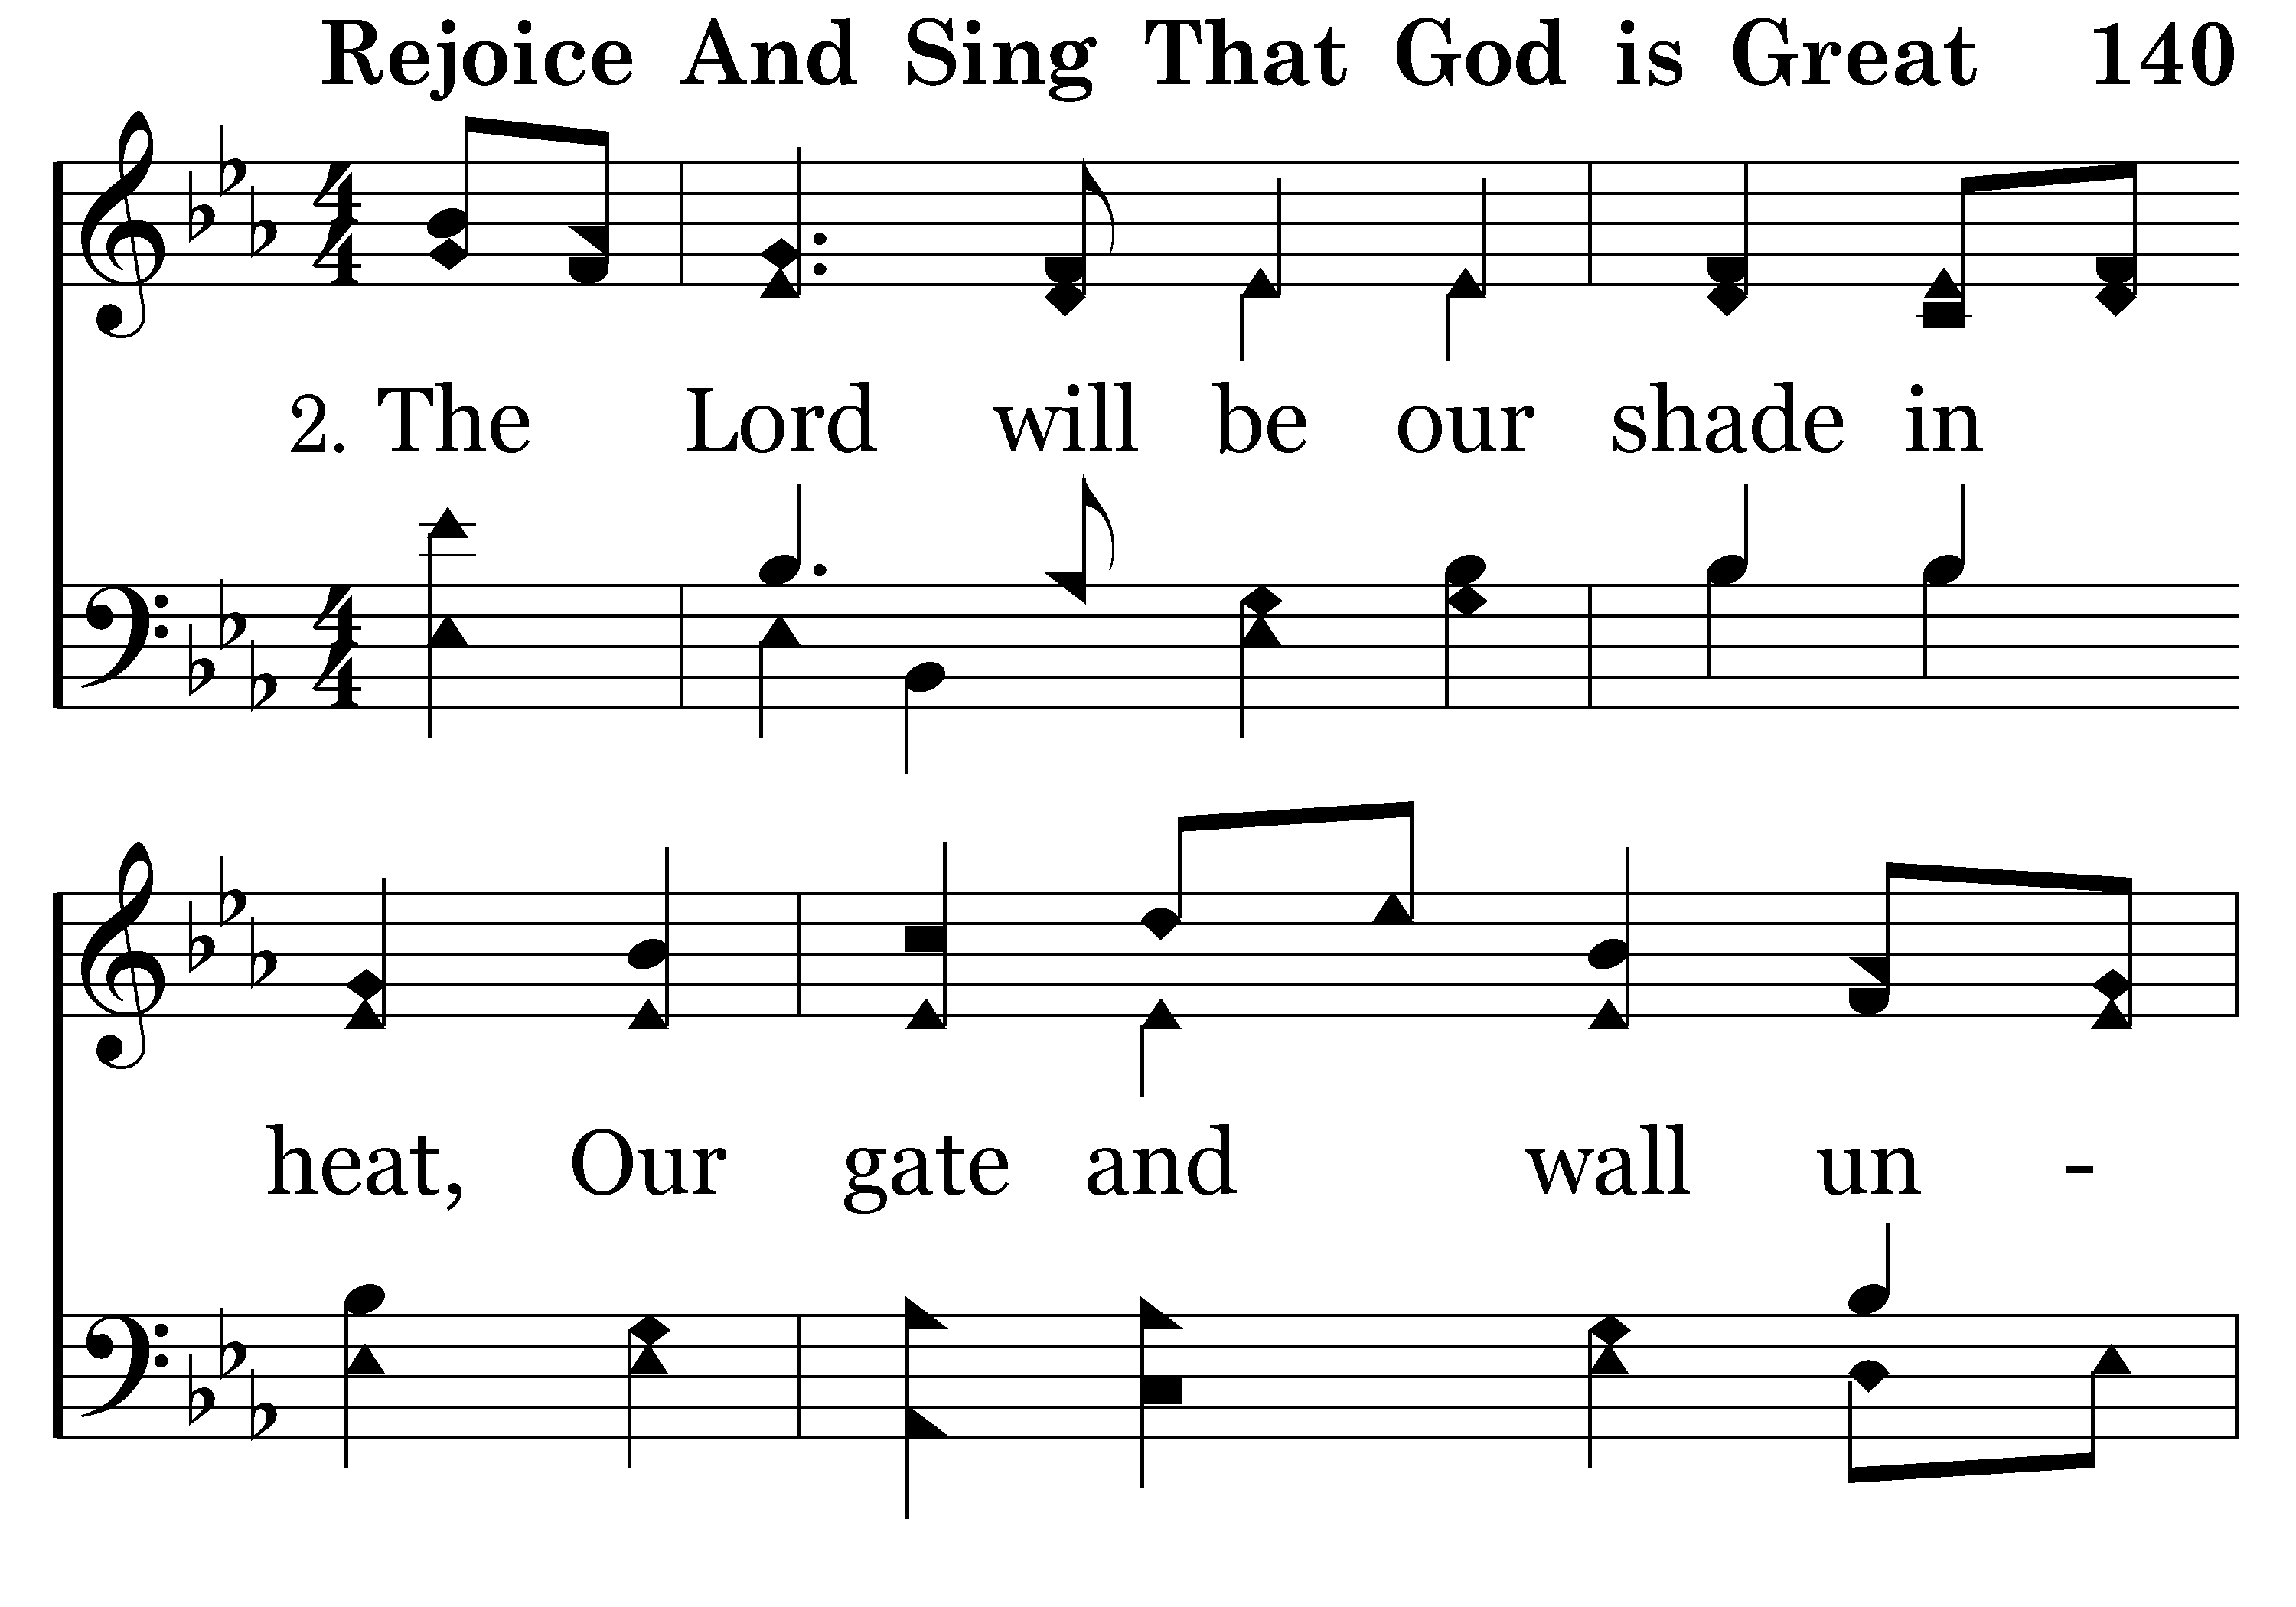 Rejoice And Sing That God is Great 140
2. The Lord will be our shade in
heat, Our gate and wall un -